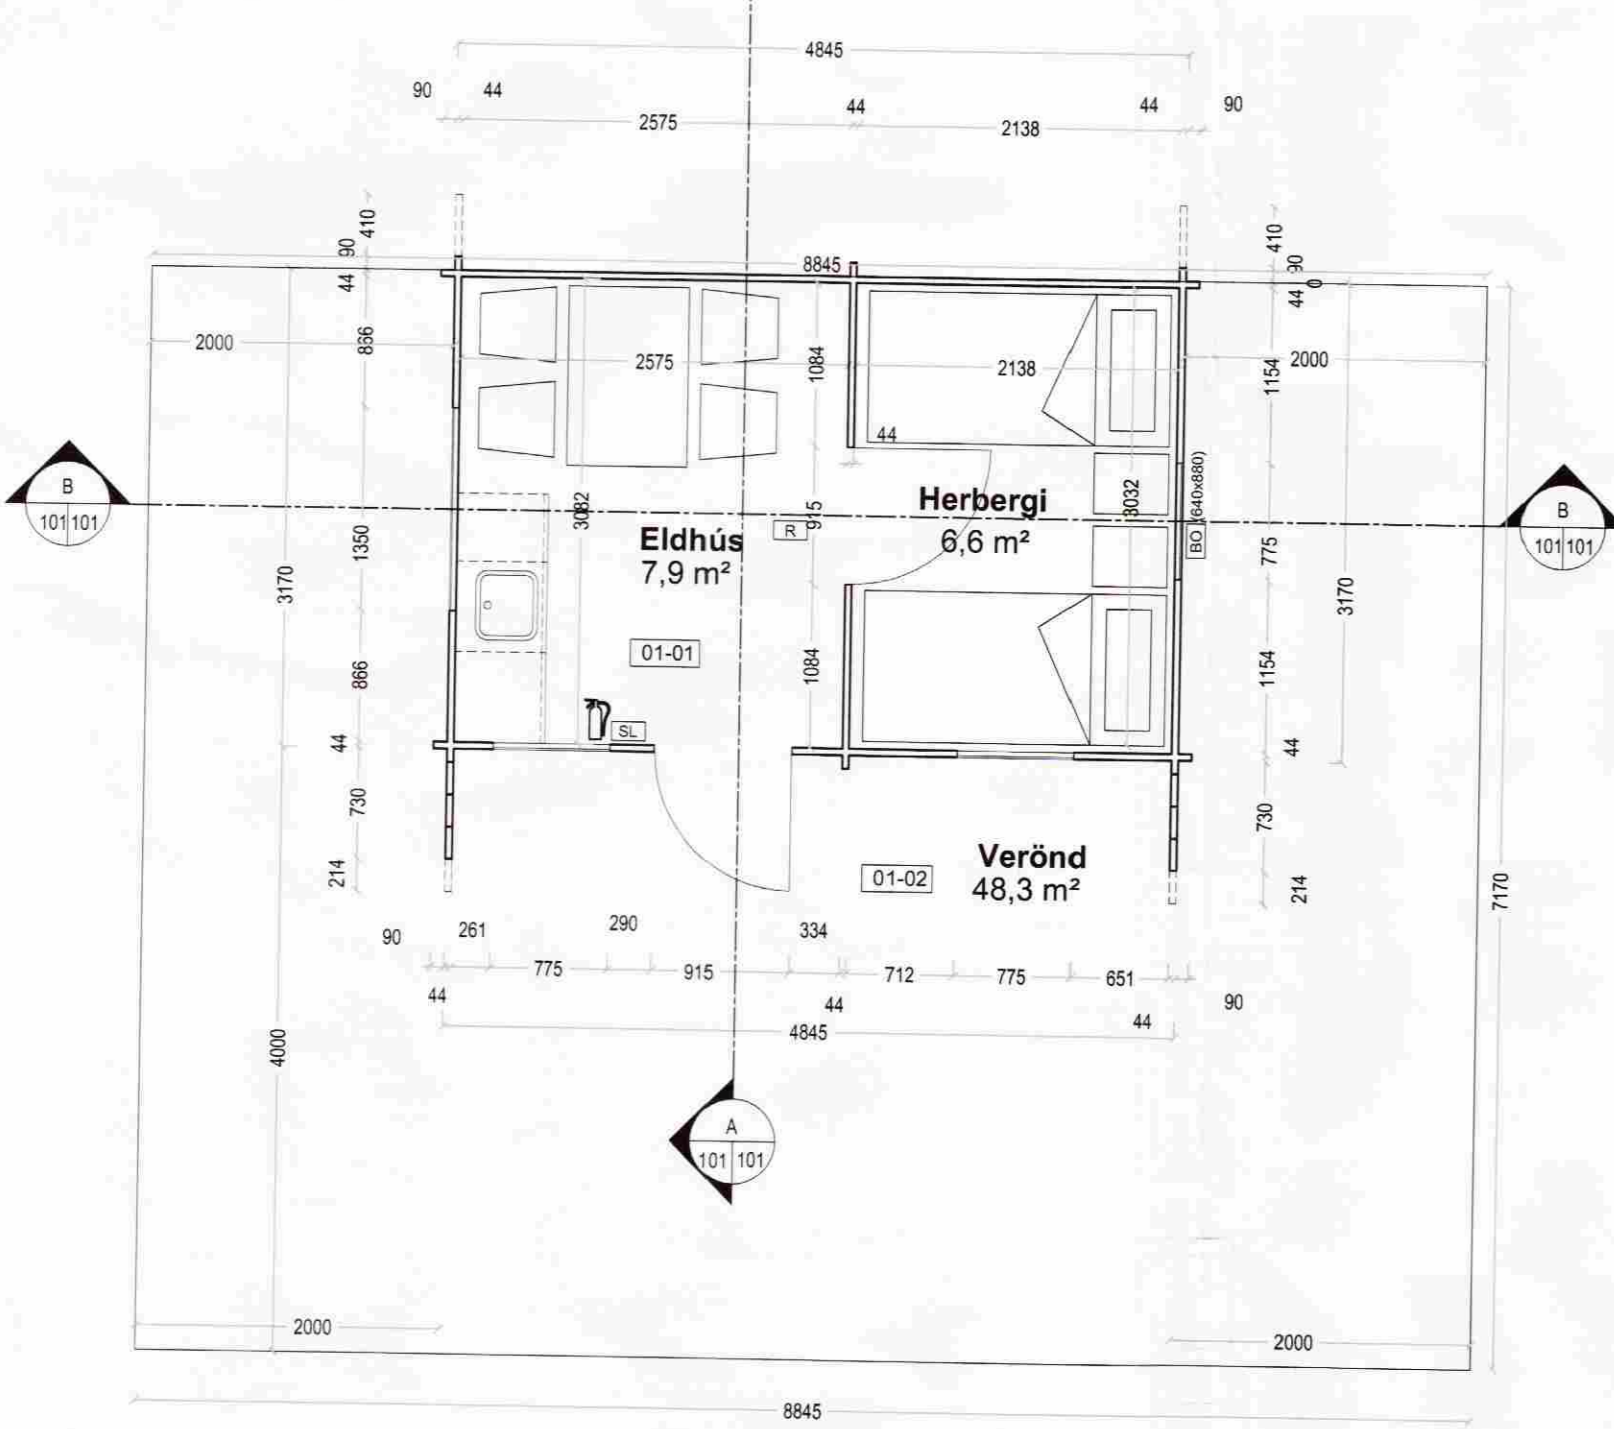 4845
90 44 44 44 90
2575 2138
410 410
90 90
8845
44 44
2000 866 1084 1154 2000
2575 2138
44
B
101 101
3082 3032
Herbergi
6,6 m²
BO (640x880)
B
101 101
R 915
Eldhús
7,9 m²
1350 775
3170 3170
01-01
866 1084 1154
SL
44 44
730 730
Verönd
01-02 48,3 m²
214 214
7170
90 261 290 334
775 915 712 775 651
44 44 44 90
4845
4000
A
101 101
2000 2000
8845